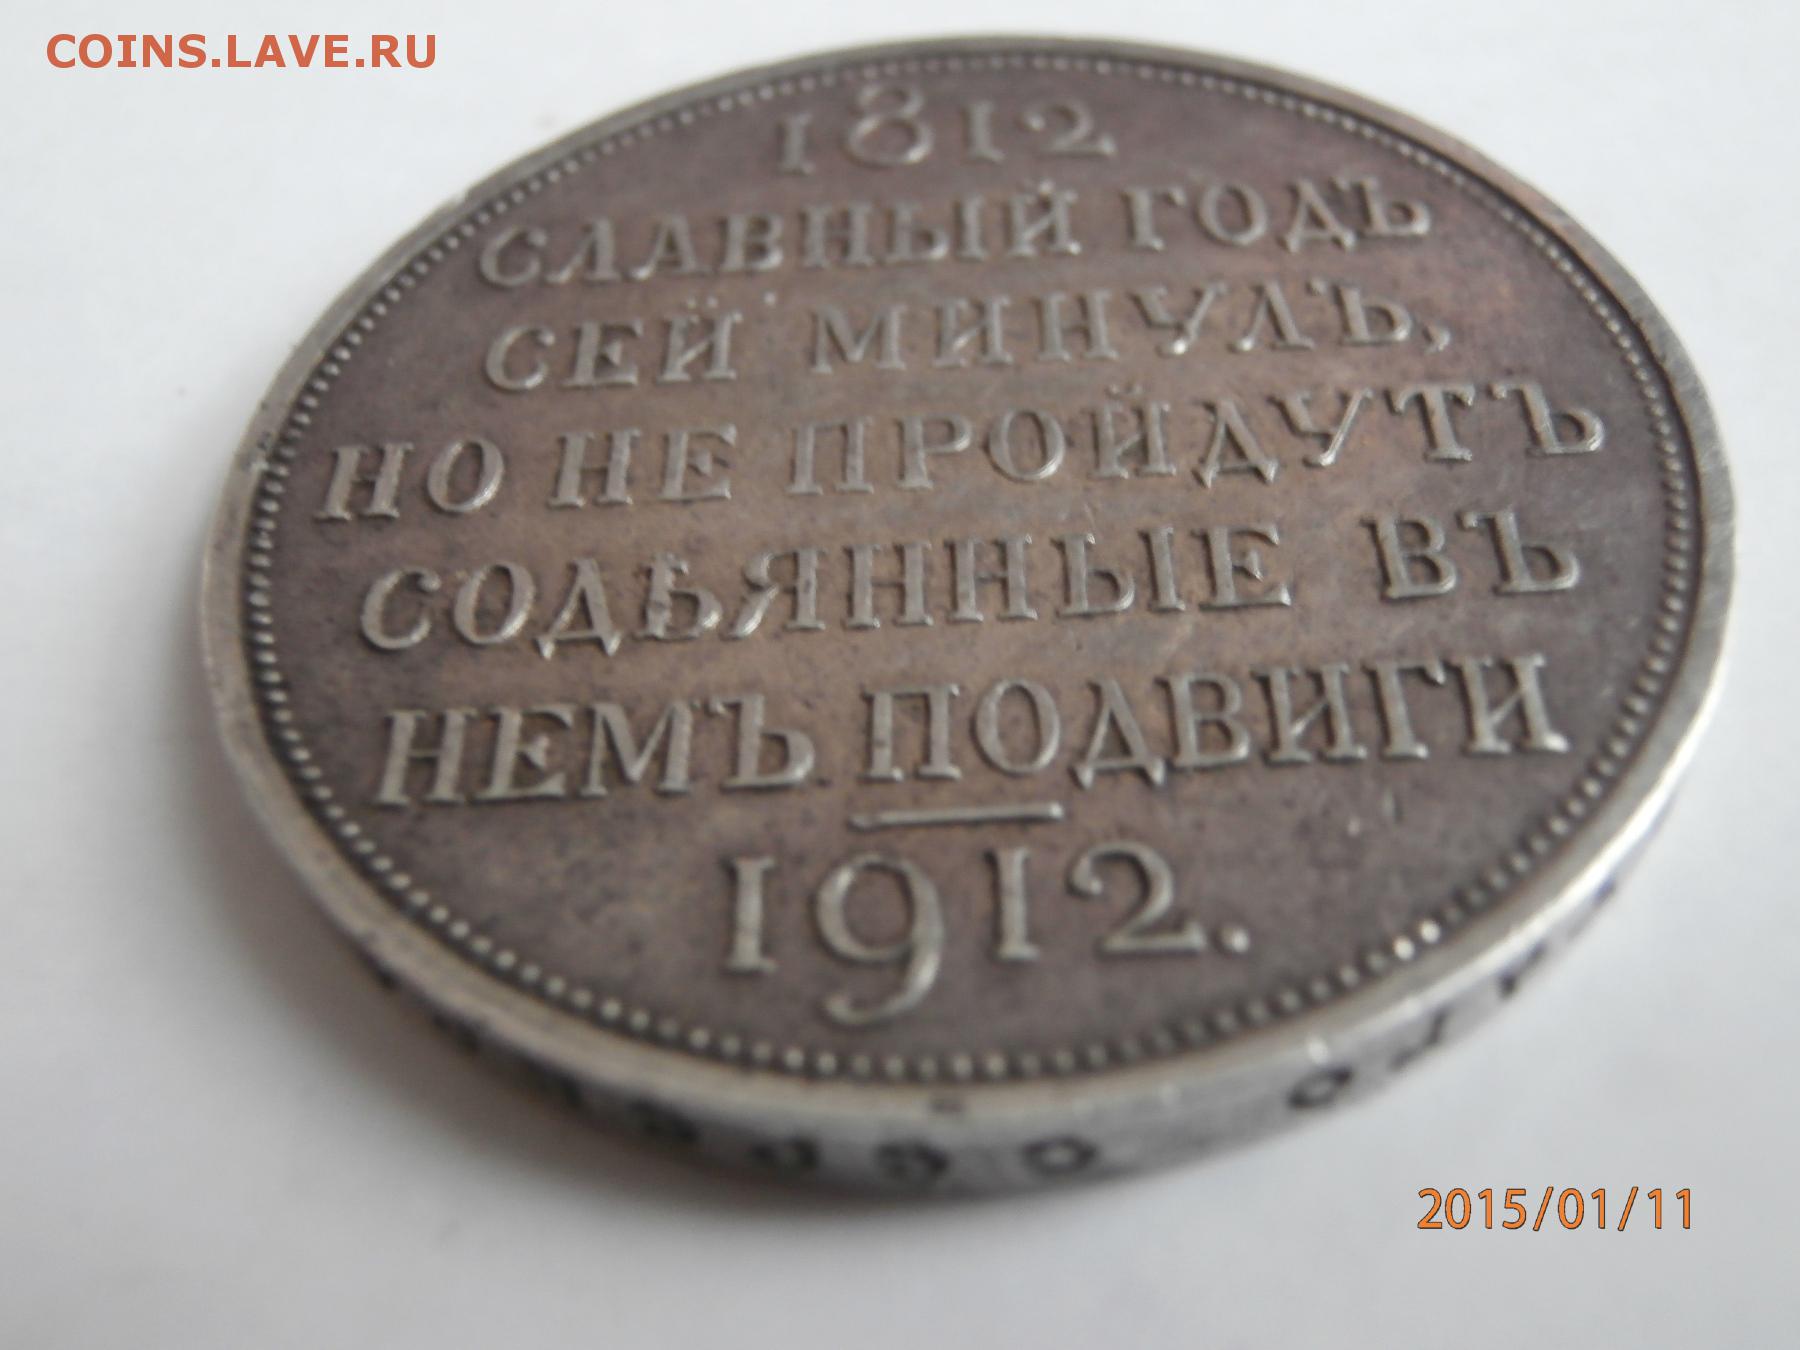 COINS.LAVE.RU
1812
СЛАВНЫЙ ГОДЪ
СЕЙ МИНУЛЪ,
НО НЕ ПРОЙДУТЪ
СОДѢЯННЫЕ ВЪ
НЕМЪ ПОДВИГИ
1912.
2015/01/11